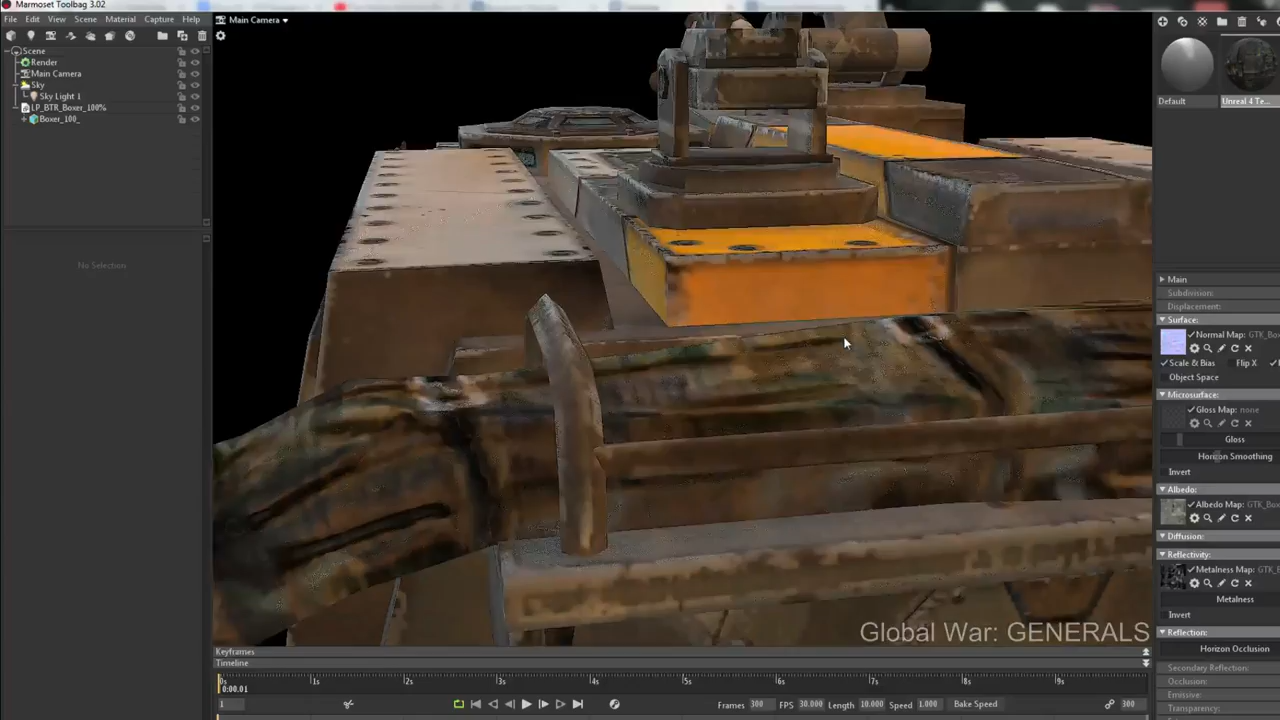 Marmoset Toolbag 3.02
File Edit View Scene Material Capture Help
Main Camera
Scene
Render
Main Camera
Sky
Sky Light 1
LP_BTR_Boxer_100%
Boxer_100_
No Selection
Default
Unreal 4 Te...
Main
Subdivision:
Displacement:
Surface:
Normal Map: GTK_Box
Scale & Bias Flip X
Object Space
Microsurface:
Gloss Map: none
Gloss
Horizon Smoothing
Invert
Albedo:
Albedo Map: GTK_Box
Diffusion:
Reflectivity:
Metalness Map: GTK_B
Metalness
Invert
Reflection:
Horizon Occlusion
Secondary Reflection:
Occlusion:
Emissive:
Transparency:
Global War: GENERALS
Keyframes
Timeline
0s 1s 2s 3s 4s 5s 6s 7s 8s 9s
0:00.01
1 Frames 300 FPS 30.000 Length 10.000 Speed 1.000 Bake Speed 300